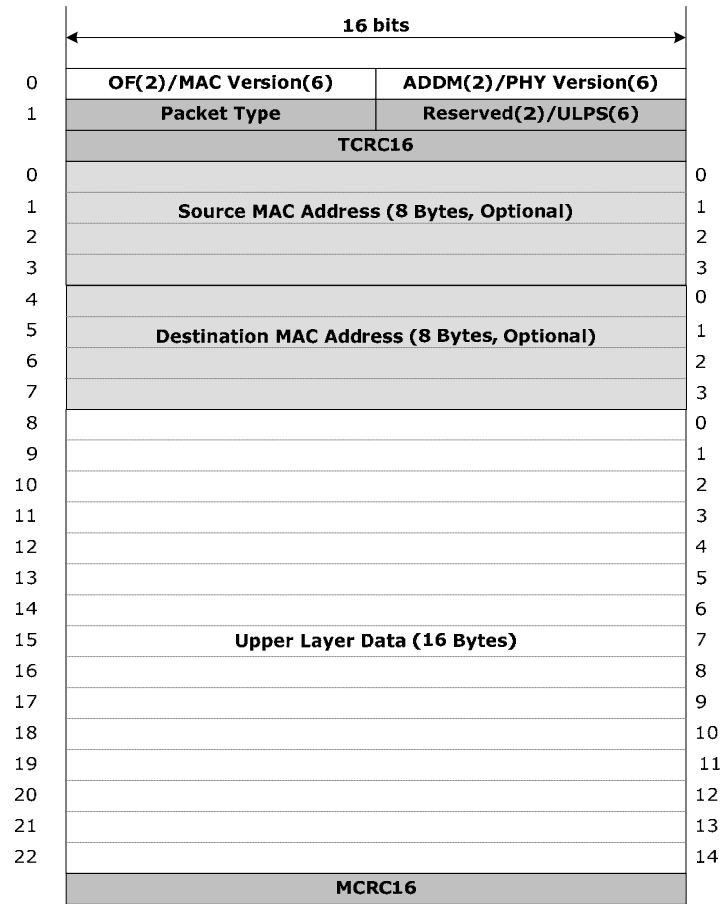 16 bits
0 OF(2)/MAC Version(6) ADDM(2)/PHY Version(6)
1 Packet Type Reserved(2)/ULPS(6)
TCRC16
0 0
1 Source MAC Address (8 Bytes, Optional) 1
2 2
3 3
4 0
5 Destination MAC Address (8 Bytes, Optional) 1
6 2
7 3
8 0
9 1
10 2
11 3
12 4
13 5
14 6
15 Upper Layer Data (16 Bytes) 7
16 8
17 9
18 10
19 11
20 12
21 13
22 14
MCRC16